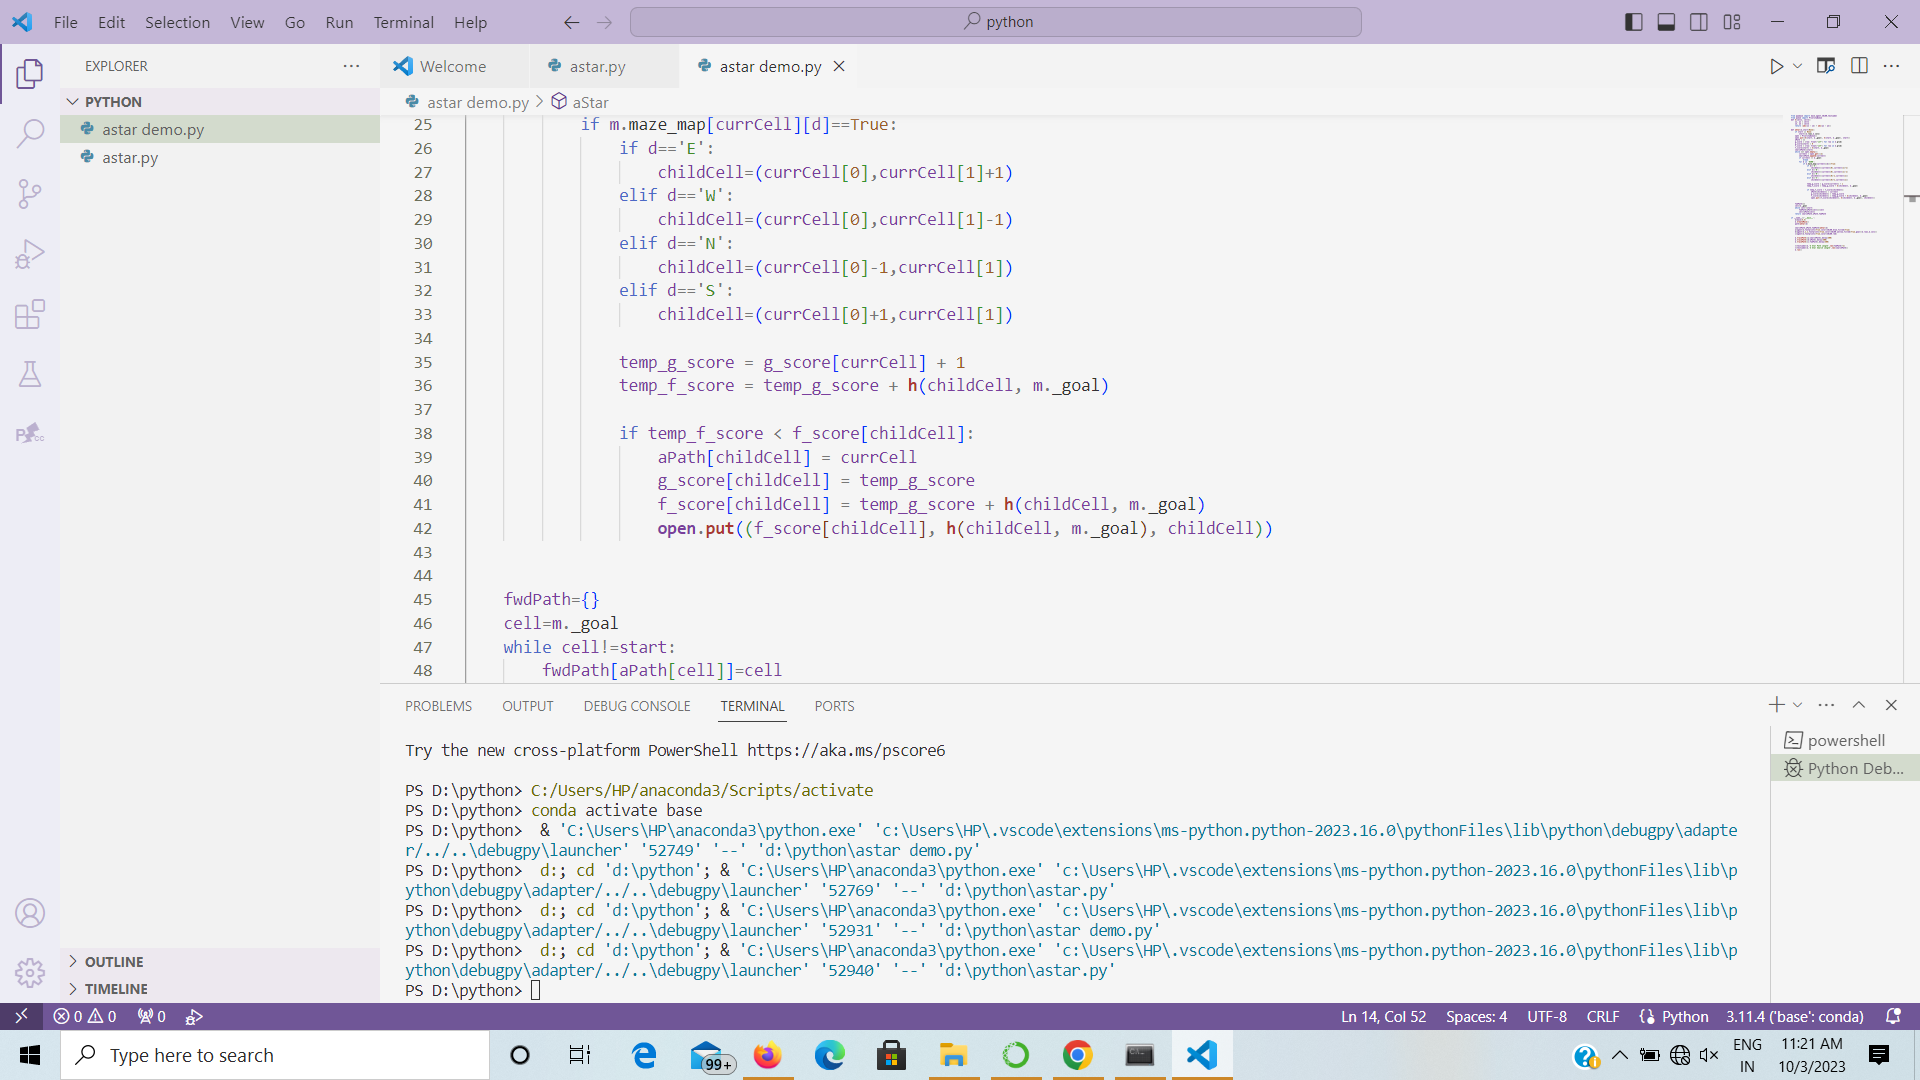 File Edit Selection View Go Run Terminal Help
python
EXPLORER
PYTHON
astar demo.py
astar.py
OUTLINE
TIMELINE
Welcome
astar.py
astar demo.py
astar demo.py > aStar
25 if m.maze_map[currCell][d]==True:
26 if d=='E':
27 childCell=(currCell[0],currCell[1]+1)
28 elif d=='W':
29 childCell=(currCell[0],currCell[1]-1)
30 elif d=='N':
31 childCell=(currCell[0]-1,currCell[1])
32 elif d=='S':
33 childCell=(currCell[0]+1,currCell[1])
34
35 temp_g_score = g_score[currCell] + 1
36 temp_f_score = temp_g_score + h(childCell, m._goal)
37
38 if temp_f_score < f_score[childCell]:
39 aPath[childCell] = currCell
40 g_score[childCell] = temp_g_score
41 f_score[childCell] = temp_g_score + h(childCell, m._goal)
42 open.put((f_score[childCell], h(childCell, m._goal), childCell))
43
44
45 fwdPath={}
46 cell=m._goal
47 while cell!=start:
48 fwdPath[aPath[cell]]=cell
PROBLEMS OUTPUT DEBUG CONSOLE TERMINAL PORTS
Try the new cross-platform PowerShell https://aka.ms/pscore6
PS D:\python> C:/Users/HP/anaconda3/Scripts/activate
PS D:\python> conda activate base
PS D:\python>  & 'C:\Users\HP\anaconda3\python.exe' 'c:\Users\HP\.vscode\extensions\ms-python.python-2023.16.0\pythonFiles\lib\python\debugpy\adapte
r/../..\debugpy\launcher' '52749' '--' 'd:\python\astar demo.py'
PS D:\python>  d:; cd 'd:\python'; & 'C:\Users\HP\anaconda3\python.exe' 'c:\Users\HP\.vscode\extensions\ms-python.python-2023.16.0\pythonFiles\lib\p
ython\debugpy\adapter/../..\debugpy\launcher' '52769' '--' 'd:\python\astar.py'
PS D:\python>  d:; cd 'd:\python'; & 'C:\Users\HP\anaconda3\python.exe' 'c:\Users\HP\.vscode\extensions\ms-python.python-2023.16.0\pythonFiles\lib\p
ython\debugpy\adapter/../..\debugpy\launcher' '52931' '--' 'd:\python\astar demo.py'
PS D:\python>  d:; cd 'd:\python'; & 'C:\Users\HP\anaconda3\python.exe' 'c:\Users\HP\.vscode\extensions\ms-python.python-2023.16.0\pythonFiles\lib\p
ython\debugpy\adapter/../..\debugpy\launcher' '52940' '--' 'd:\python\astar.py'
PS D:\python>
powershell
Python Deb...
0 0 0
Ln 14, Col 52 Spaces: 4 UTF-8 CRLF Python 3.11.4 ('base': conda)
Type here to search
99+
ENG
IN
11:21 AM
10/3/2023